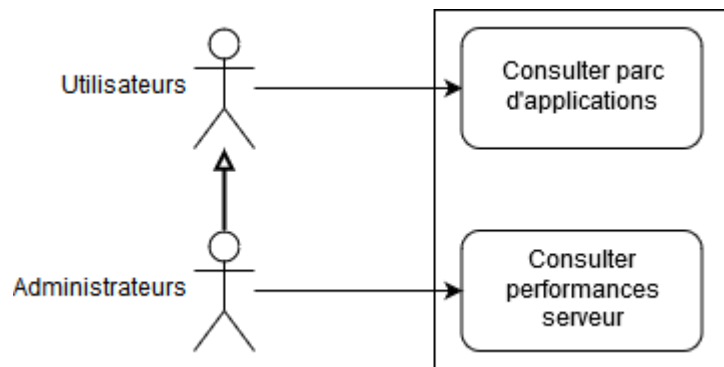 Utilisateurs
Consulter parc
d'applications
Administrateurs
Consulter
performances
serveur